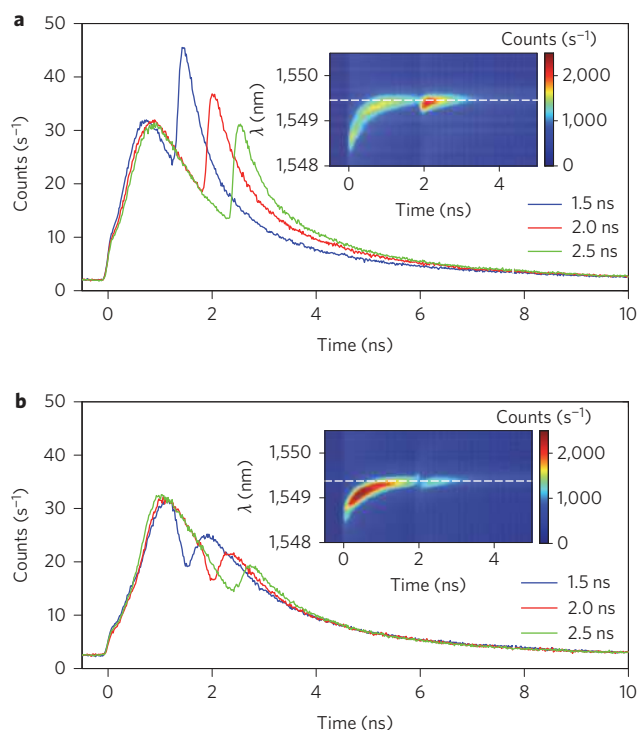 a
50
40
30
20
10
0
Counts (s⁻¹)
0 2 4 6 8 10
Time (ns)
Counts (s⁻¹)
1,550
1,549
1,548
λ (nm)
0 2 4
Time (ns)
2,000
1,000
0
1.5 ns
2.0 ns
2.5 ns
b
50
40
30
20
10
0
Counts (s⁻¹)
0 2 4 6 8 10
Time (ns)
Counts (s⁻¹)
1,550
1,549
1,548
λ (nm)
0 2 4
Time (ns)
2,000
1,000
0
1.5 ns
2.0 ns
2.5 ns